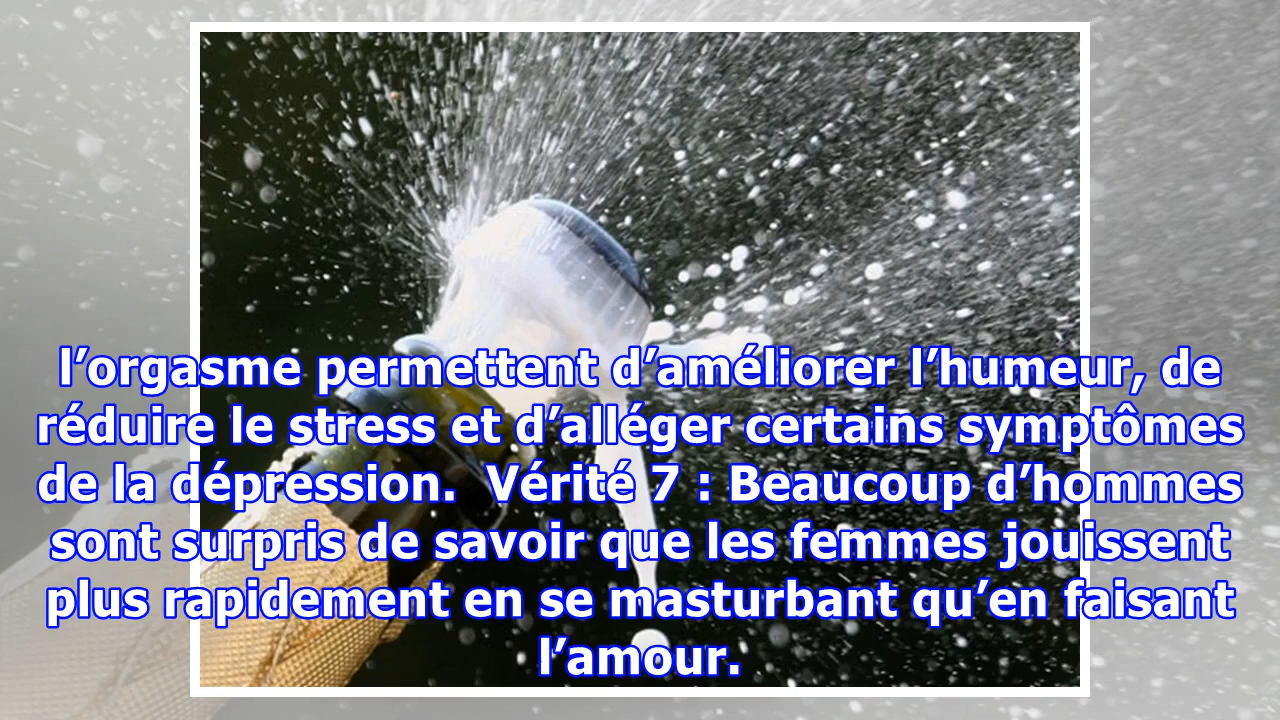 l’orgasme permettent d’améliorer l’humeur, de
réduire le stress et d’alléger certains symptômes
de la dépression.  Vérité 7 : Beaucoup d’hommes
sont surpris de savoir que les femmes jouissent
plus rapidement en se masturbant qu’en faisant
l’amour.